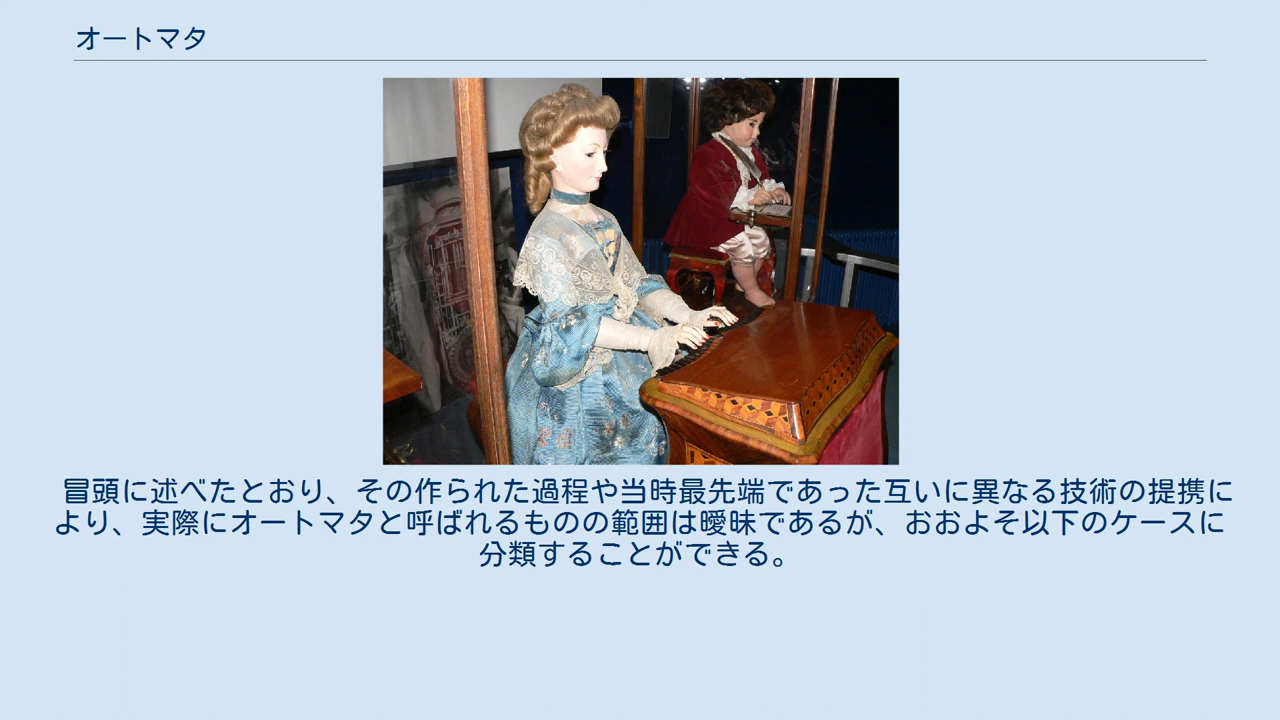 オートマタ
冒頭に述べたとおり、その作られた過程や当時最先端であった互いに異なる技術の提携に
より、実際にオートマタと呼ばれるものの範囲は曖昧であるが、おおよそ以下のケースに
分類することができる。